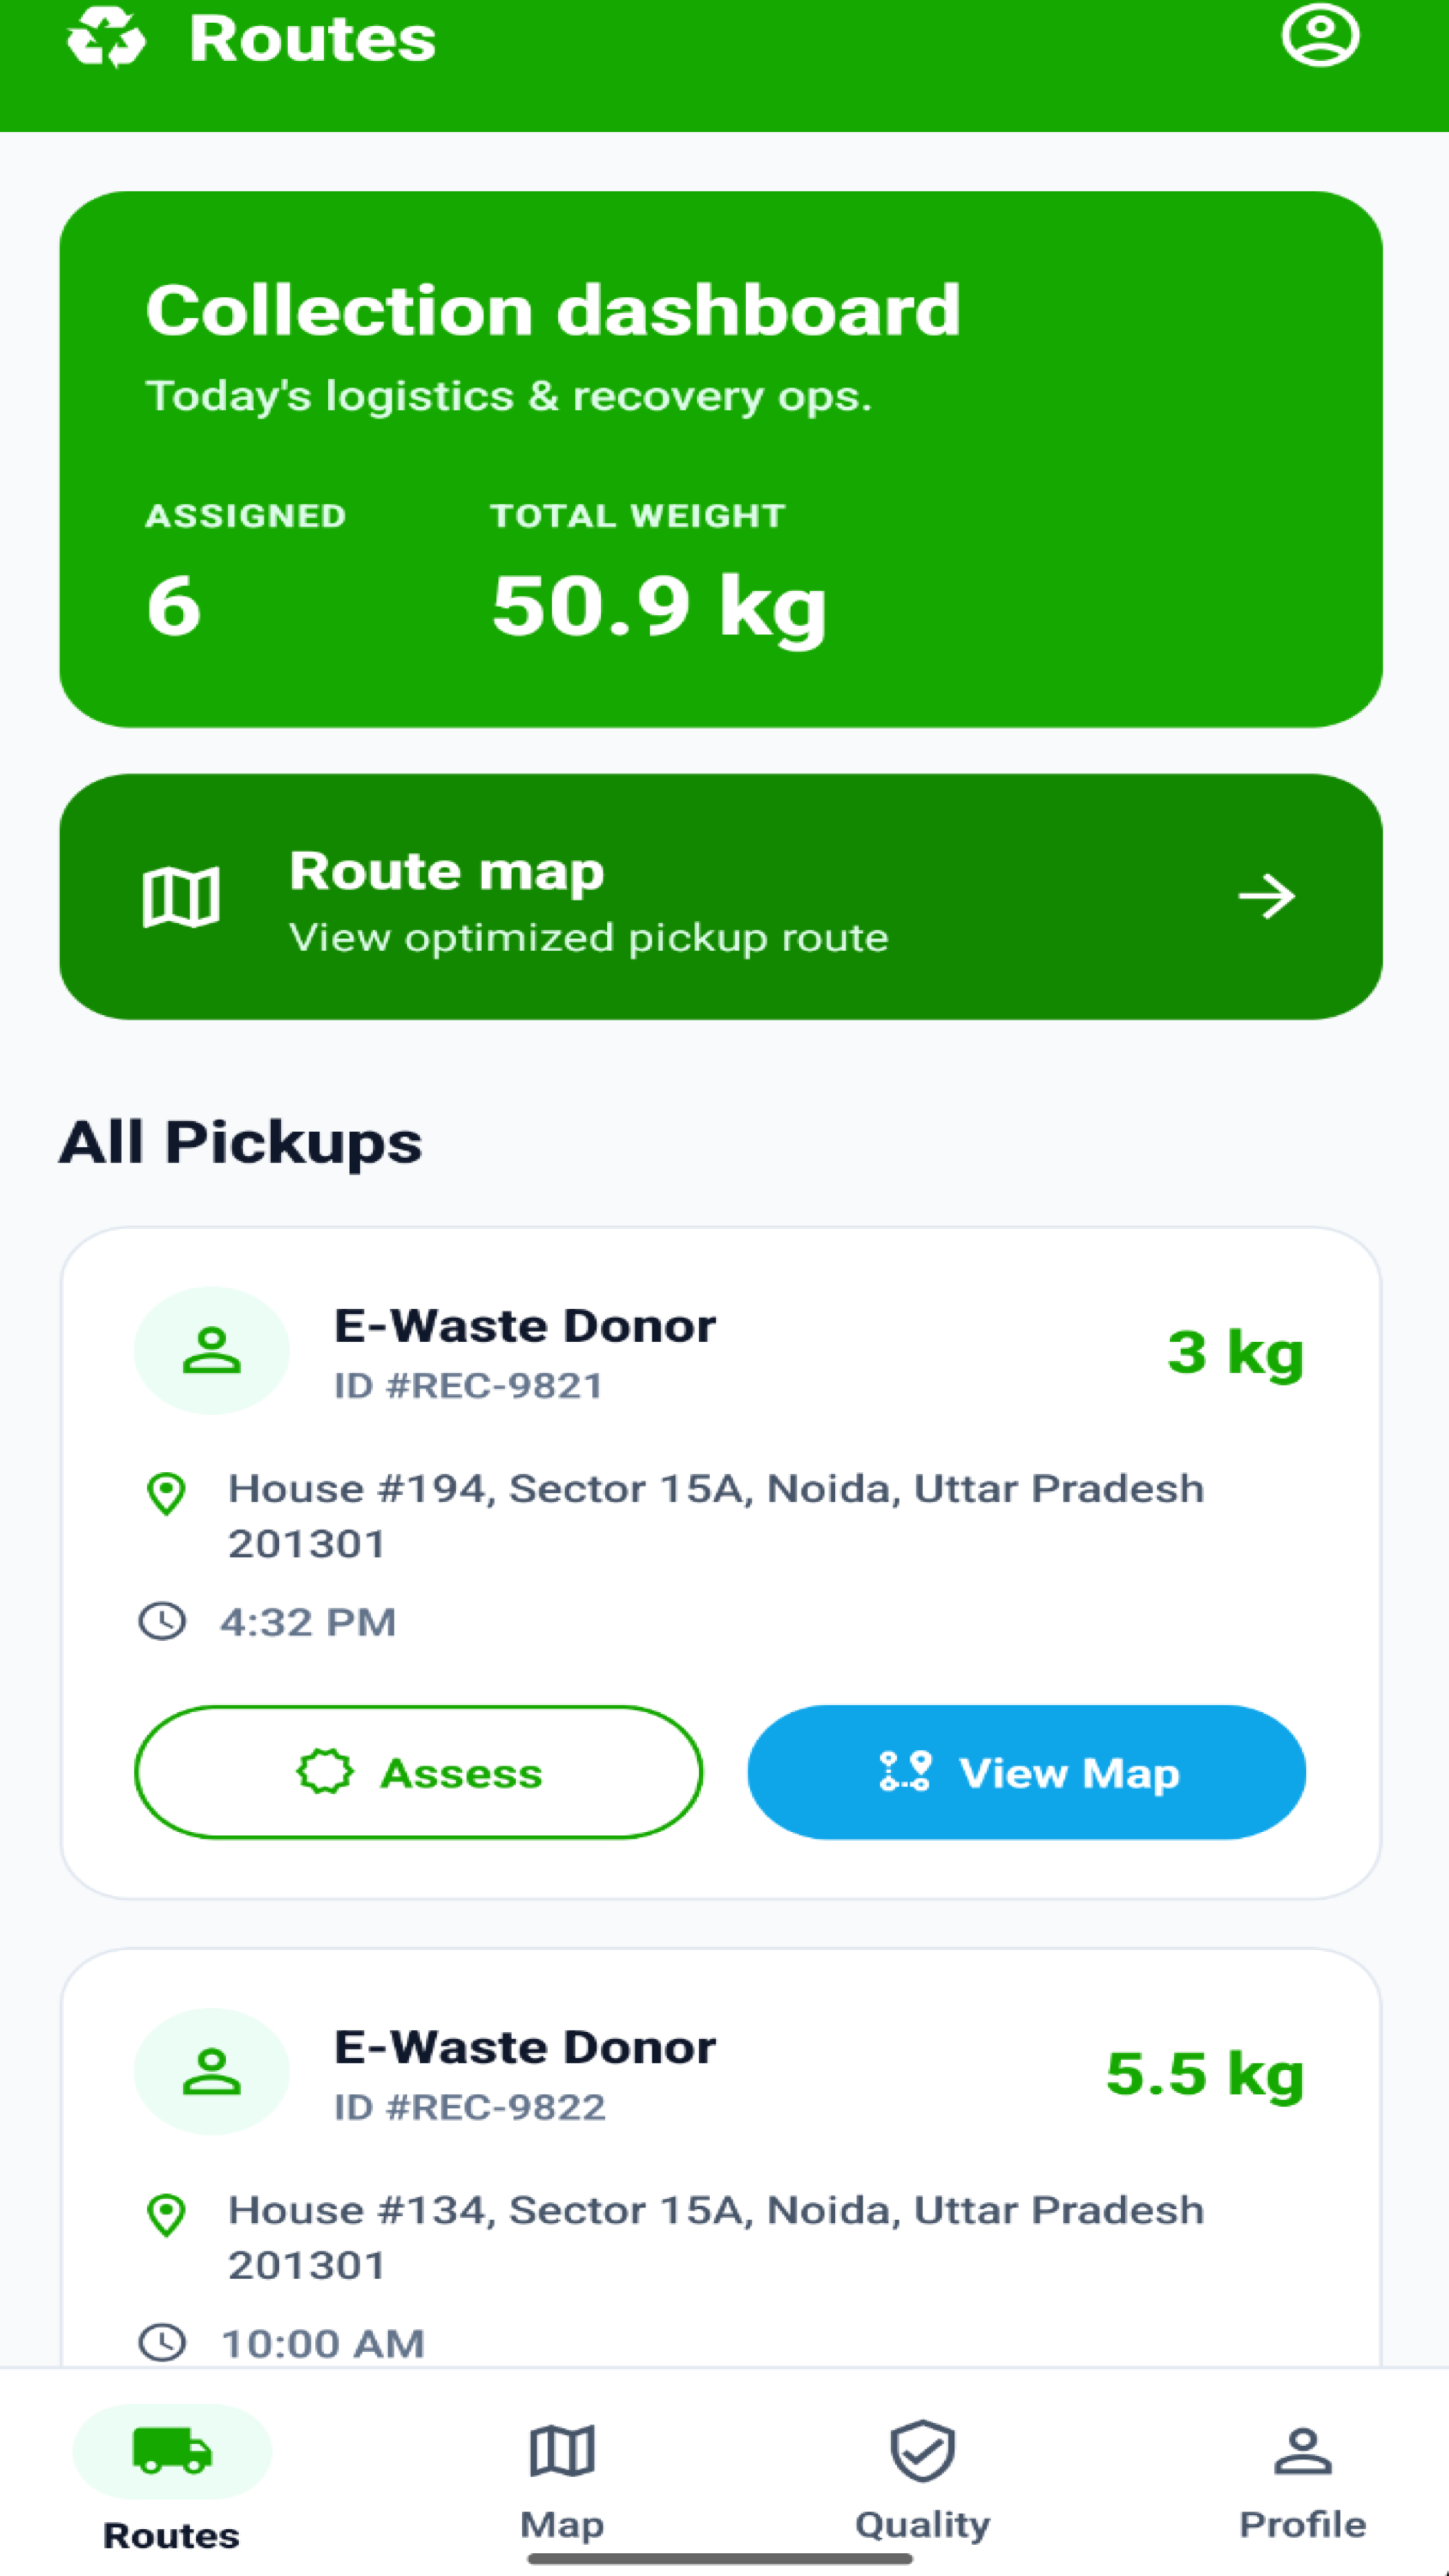 Routes
Collection dashboard
Today's logistics & recovery ops.
ASSIGNED TOTAL WEIGHT
6 50.9 kg
Route map
View optimized pickup route
All Pickups
E-Waste Donor
ID #REC-9821
3 kg
House #194, Sector 15A, Noida, Uttar Pradesh
201301
4:32 PM
Assess View Map
E-Waste Donor
ID #REC-9822
5.5 kg
House #134, Sector 15A, Noida, Uttar Pradesh
201301
10:00 AM
Routes Map Quality Profile